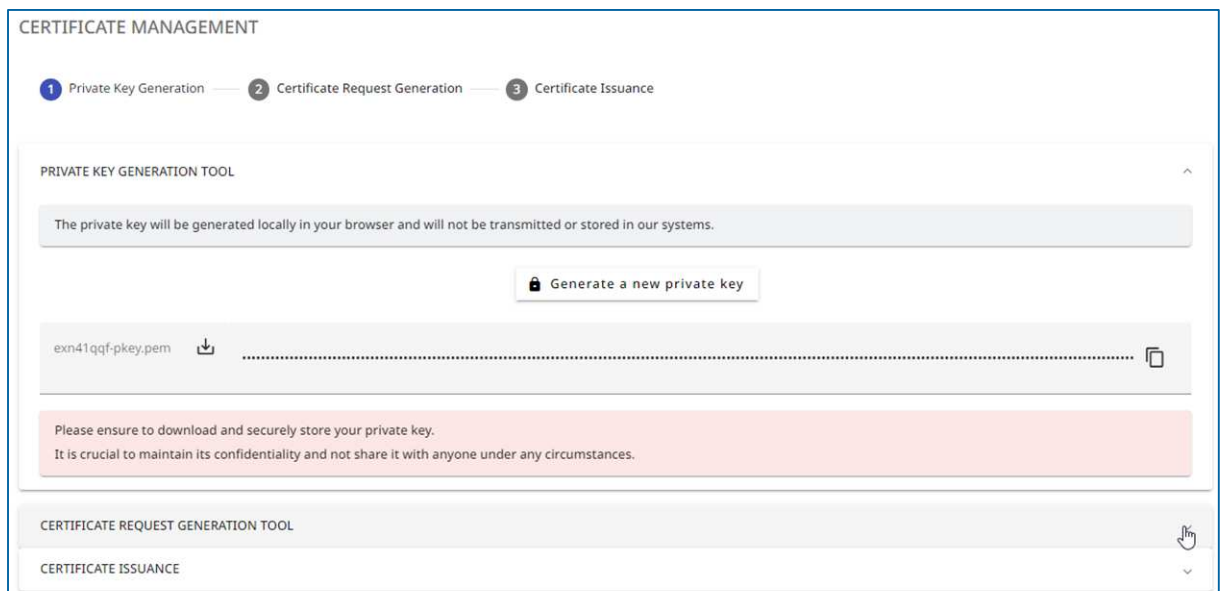 CERTIFICATE MANAGEMENT
1 Private Key Generation 2 Certificate Request Generation 3 Certificate Issuance
PRIVATE KEY GENERATION TOOL
The private key will be generated locally in your browser and will not be transmitted or stored in our systems.
Generate a new private key
exn41qqf-pkey.pem
Please ensure to download and securely store your private key.
It is crucial to maintain its confidentiality and not share it with anyone under any circumstances.
CERTIFICATE REQUEST GENERATION TOOL
CERTIFICATE ISSUANCE